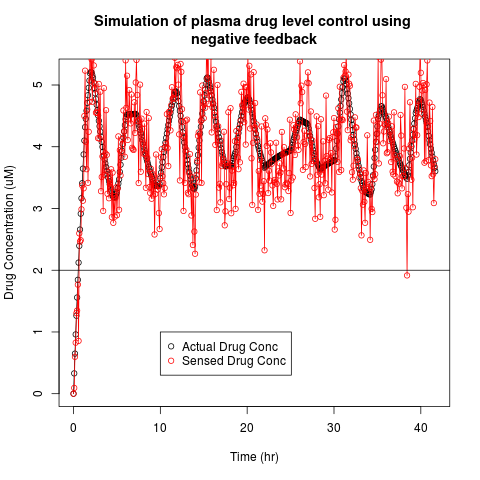 Simulation of plasma drug level control using
negative feedback
Drug Concentration (uM)
5
4
3
2
1
0
Actual Drug Conc
Sensed Drug Conc
0 10 20 30 40
Time (hr)